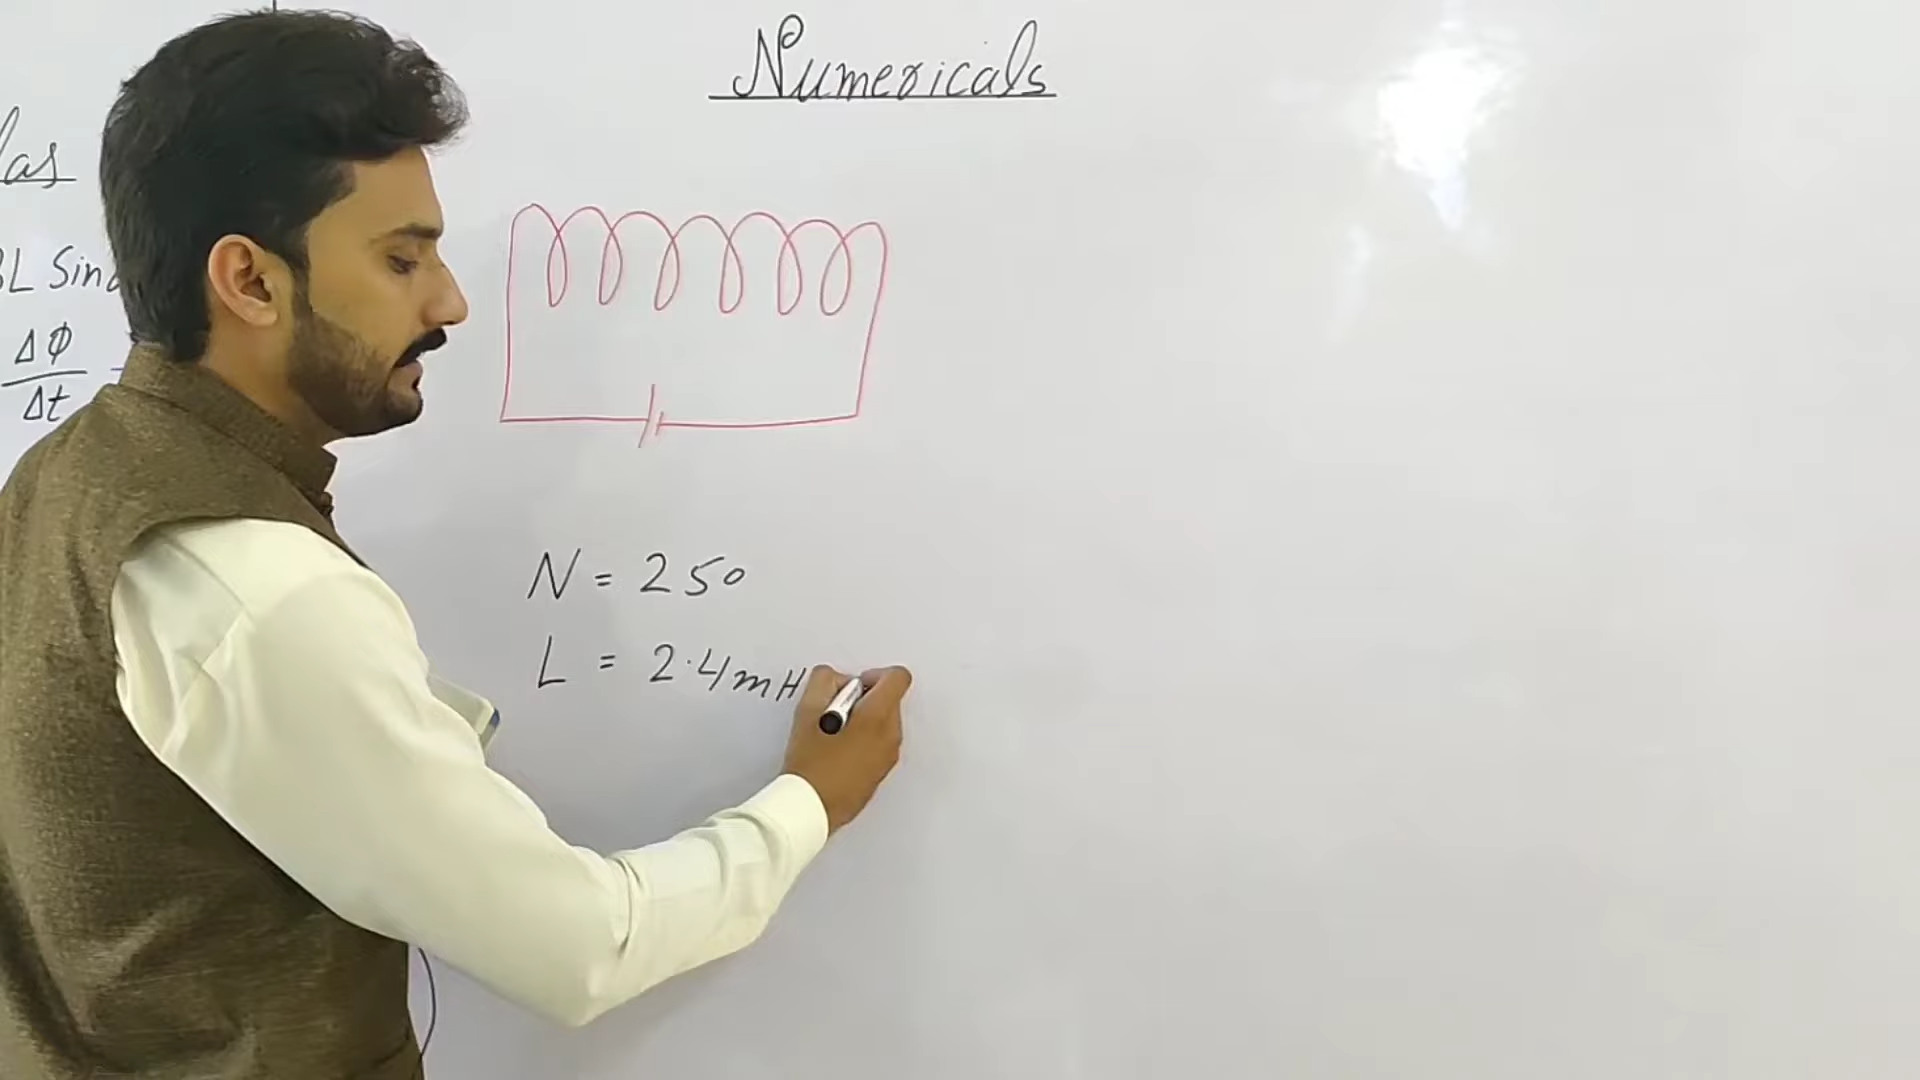 Numericals
las
BL Sin
ΔΦ
Δt
N = 250
L = 2.4mH